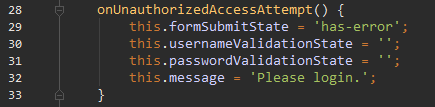 28 onUnauthorizedAccessAttempt() {
29 this.formSubmitState = 'has-error';
30 this.usernameValidationState = '';
31 this.passwordValidationState = '';
32 this.message = 'Please login.';
33 }